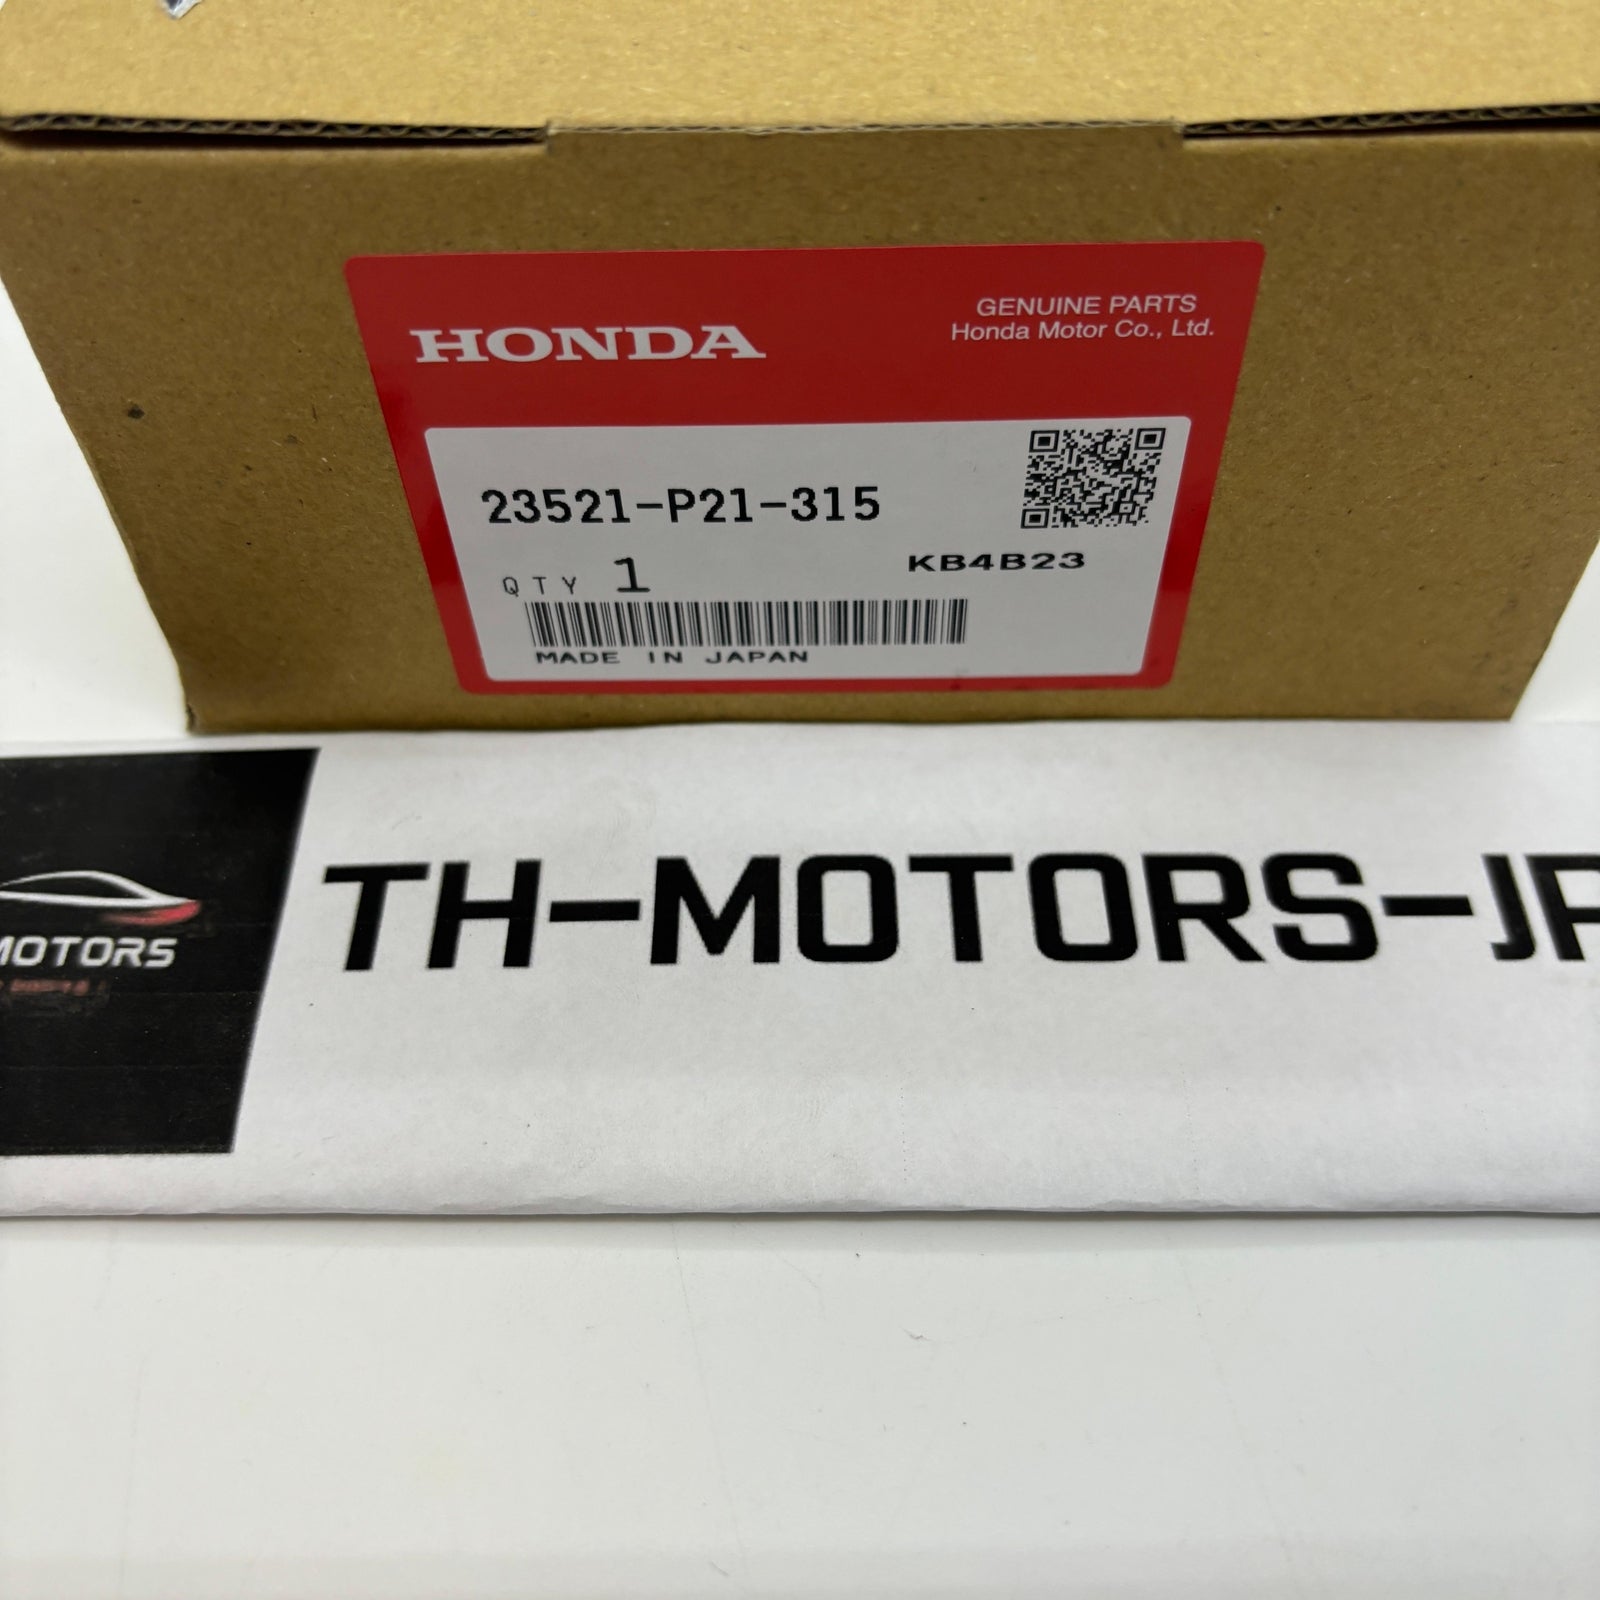 HONDA
GENUINE PARTS
Honda Motor Co., Ltd.
23521-P21-315
QTY 1
KB4B23
MADE IN JAPAN
TH-MOTORS-JP
MOTORS